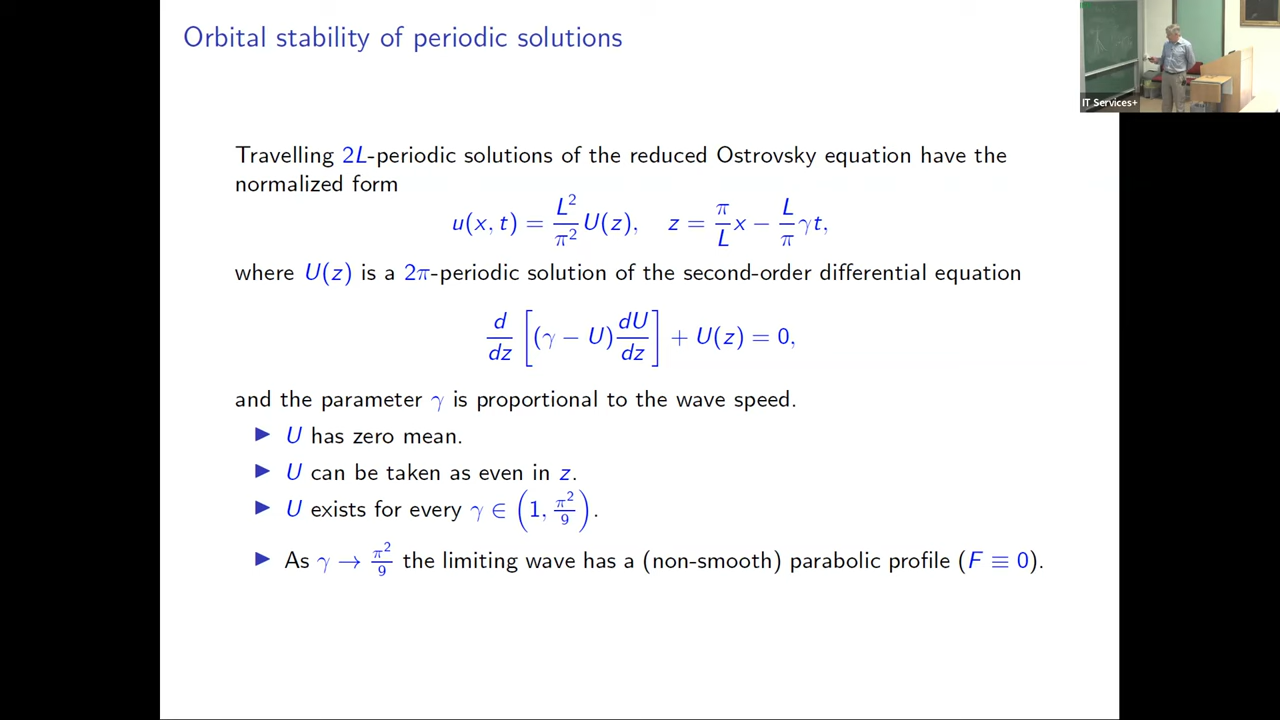 Orbital stability of periodic solutions
IT Services+
Travelling 2L-periodic solutions of the reduced Ostrovsky equation have the
normalized form
u(x, t) = L²/π² U(z), z = π/L x − L/π γt,
where U(z) is a 2π-periodic solution of the second-order differential equation
d/dz [(γ − U) dU/dz] + U(z) = 0,
and the parameter γ is proportional to the wave speed.
▶ U has zero mean.
▶ U can be taken as even in z.
▶ U exists for every γ ∈ (1, π²/9).
▶ As γ → π²/9 the limiting wave has a (non-smooth) parabolic profile (F ≡ 0).